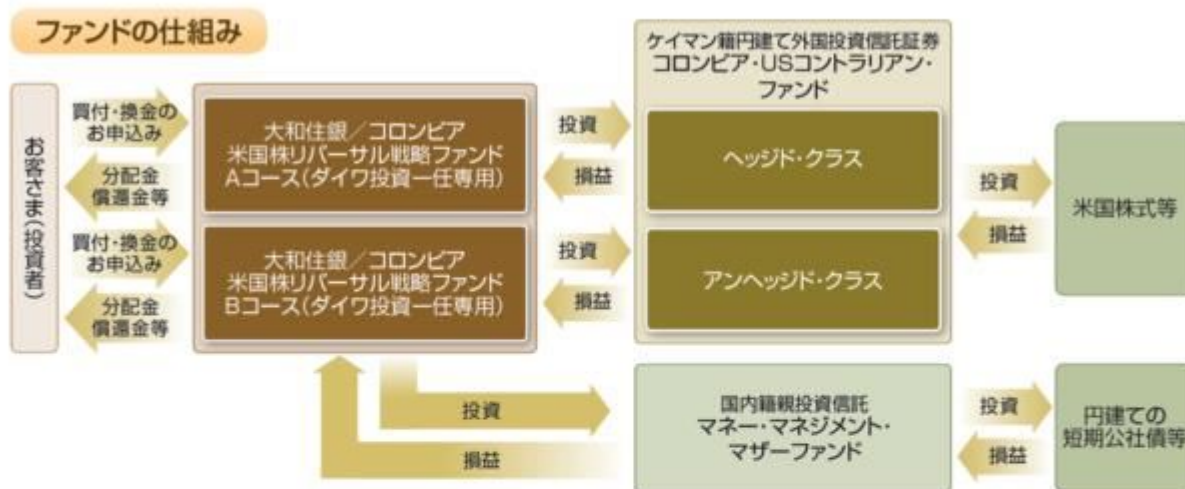 ファンドの仕組み
お客さま(投資者)
買付・換金の
お申込み
分配金
償還金等
買付・換金の
お申込み
分配金
償還金等
大和住銀/コロンビア
米国株リバーサル戦略ファンド
Aコース(ダイワ投資一任専用)
大和住銀/コロンビア
米国株リバーサル戦略ファンド
Bコース(ダイワ投資一任専用)
投資
損益
投資
損益
ケイマン籍円建て外国投資信託証券
コロンビア・USコントラリアン・
ファンド
ヘッジド・クラス
アンヘッジド・クラス
投資
損益
米国株式等
投資
損益
国内籍親投資信託
マネー・マネジメント・
マザーファンド
投資
損益
円建ての
短期公社債等